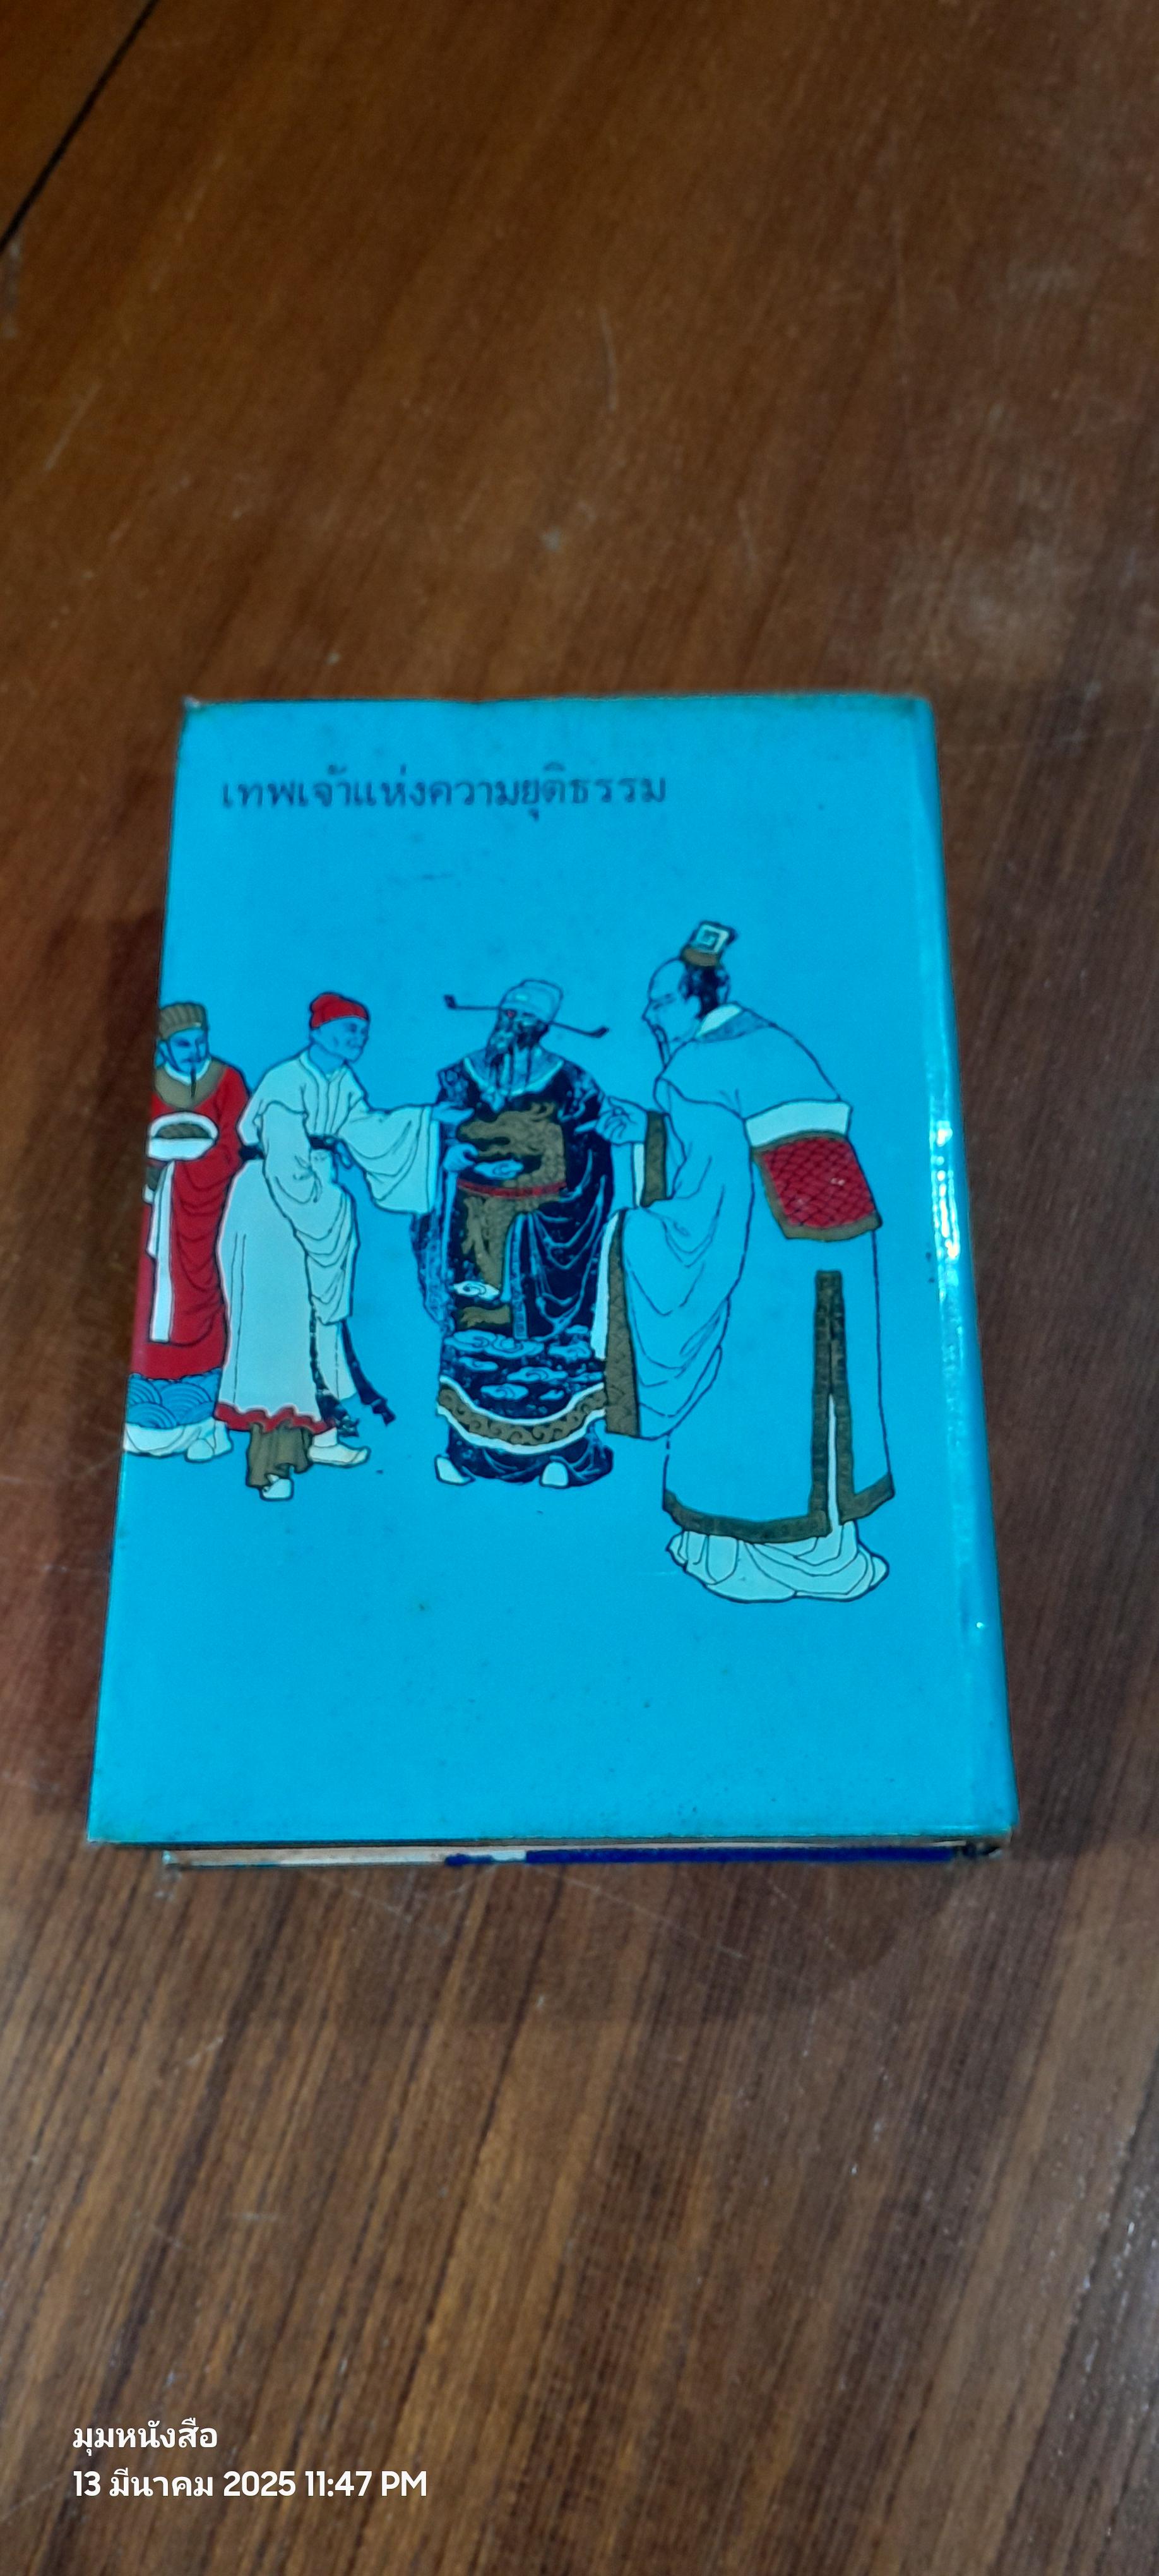 เทพเจ้าแห่งความยุติธรรม
มุมหนังสือ
13 มีนาคม 2025 11:47 PM